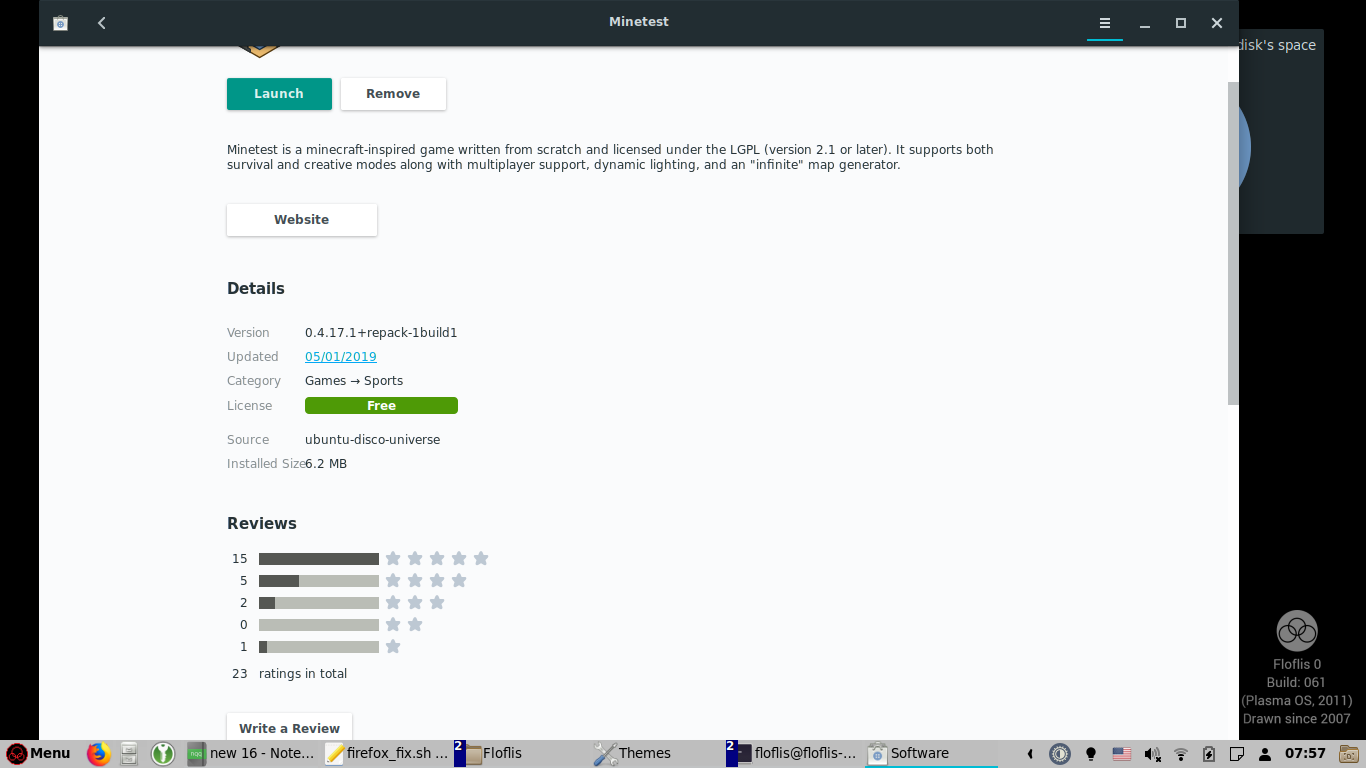 Minetest
disk's space
Launch
Remove
Minetest is a minecraft-inspired game written from scratch and licensed under the LGPL (version 2.1 or later). It supports both
survival and creative modes along with multiplayer support, dynamic lighting, and an "infinite" map generator.
Website
Details
Version 0.4.17.1+repack-1build1
Updated 05/01/2019
Category Games → Sports
License Free
Source ubuntu-disco-universe
Installed Size 6.2 MB
Reviews
15
5
2
0
1
23 ratings in total
Write a Review
Floflis 0
Build: 061
(Plasma OS, 2011)
Drawn since 2007
Menu
new 16 - Note...
firefox_fix.sh ...
2 Floflis
Themes
2 floflis@floflis-...
Software
07:57